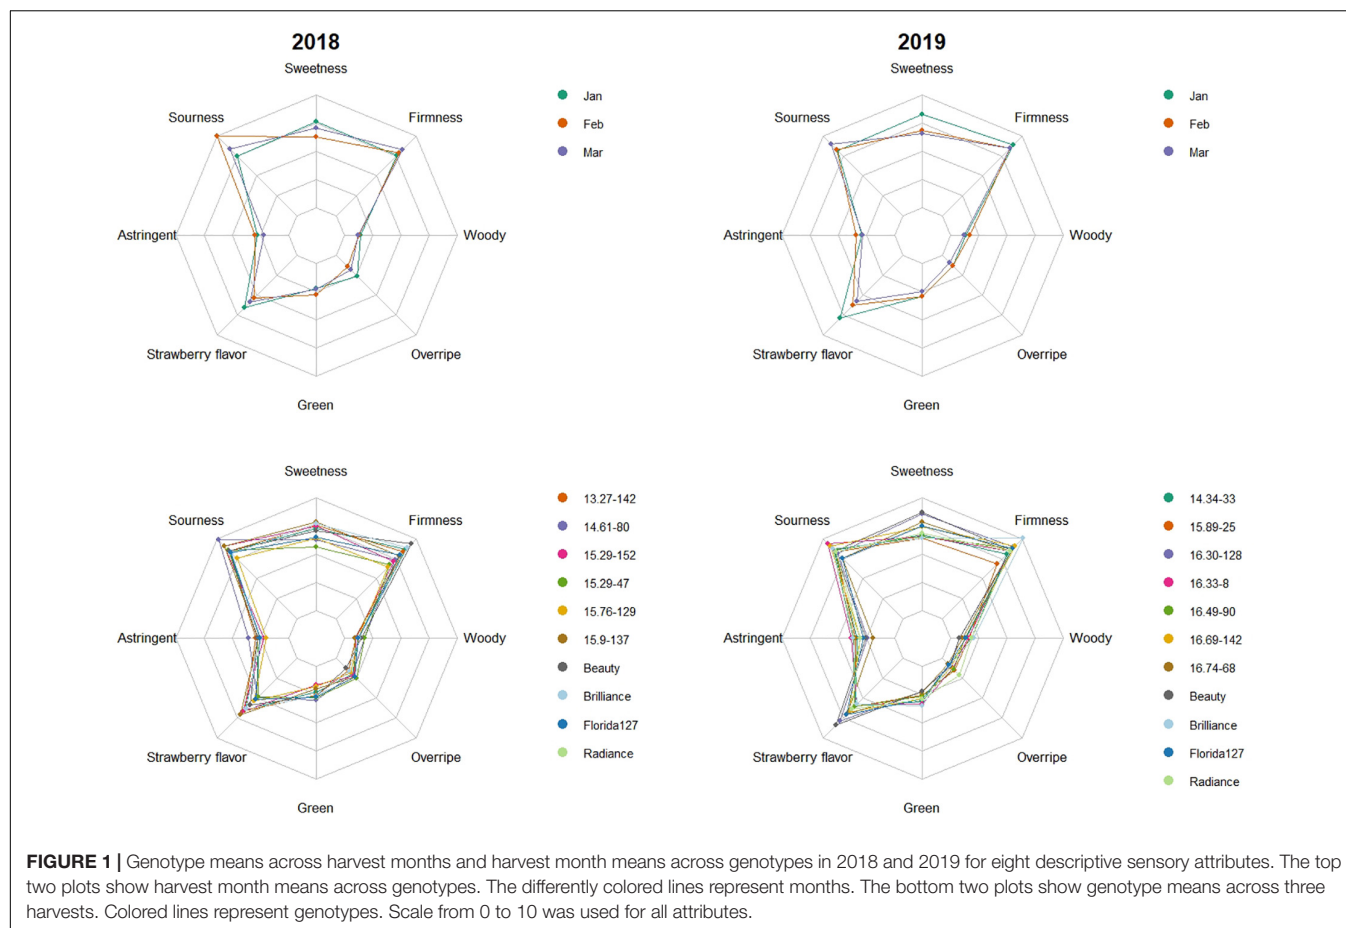 2018
Sweetness
Sourness
Firmness
Astringent
Woody
Strawberry flavor
Overripe
Green
Jan
Feb
Mar
2019
Sweetness
Sourness
Firmness
Astringent
Woody
Strawberry flavor
Overripe
Green
Jan
Feb
Mar
Sweetness
Sourness
Firmness
Astringent
Woody
Strawberry flavor
Overripe
Green
13.27-142
14.61-80
15.29-152
15.29-47
15.76-129
15.9-137
Beauty
Brilliance
Florida127
Radiance
Sweetness
Sourness
Firmness
Astringent
Woody
Strawberry flavor
Overripe
Green
14.34-33
15.89-25
16.30-128
16.33-8
16.49-90
16.69-142
16.74-68
Beauty
Brilliance
Florida127
Radiance
FIGURE 1 | Genotype means across harvest months and harvest month means across genotypes in 2018 and 2019 for eight descriptive sensory attributes. The top
two plots show harvest month means across genotypes. The differently colored lines represent months. The bottom two plots show genotype means across three
harvests. Colored lines represent genotypes. Scale from 0 to 10 was used for all attributes.